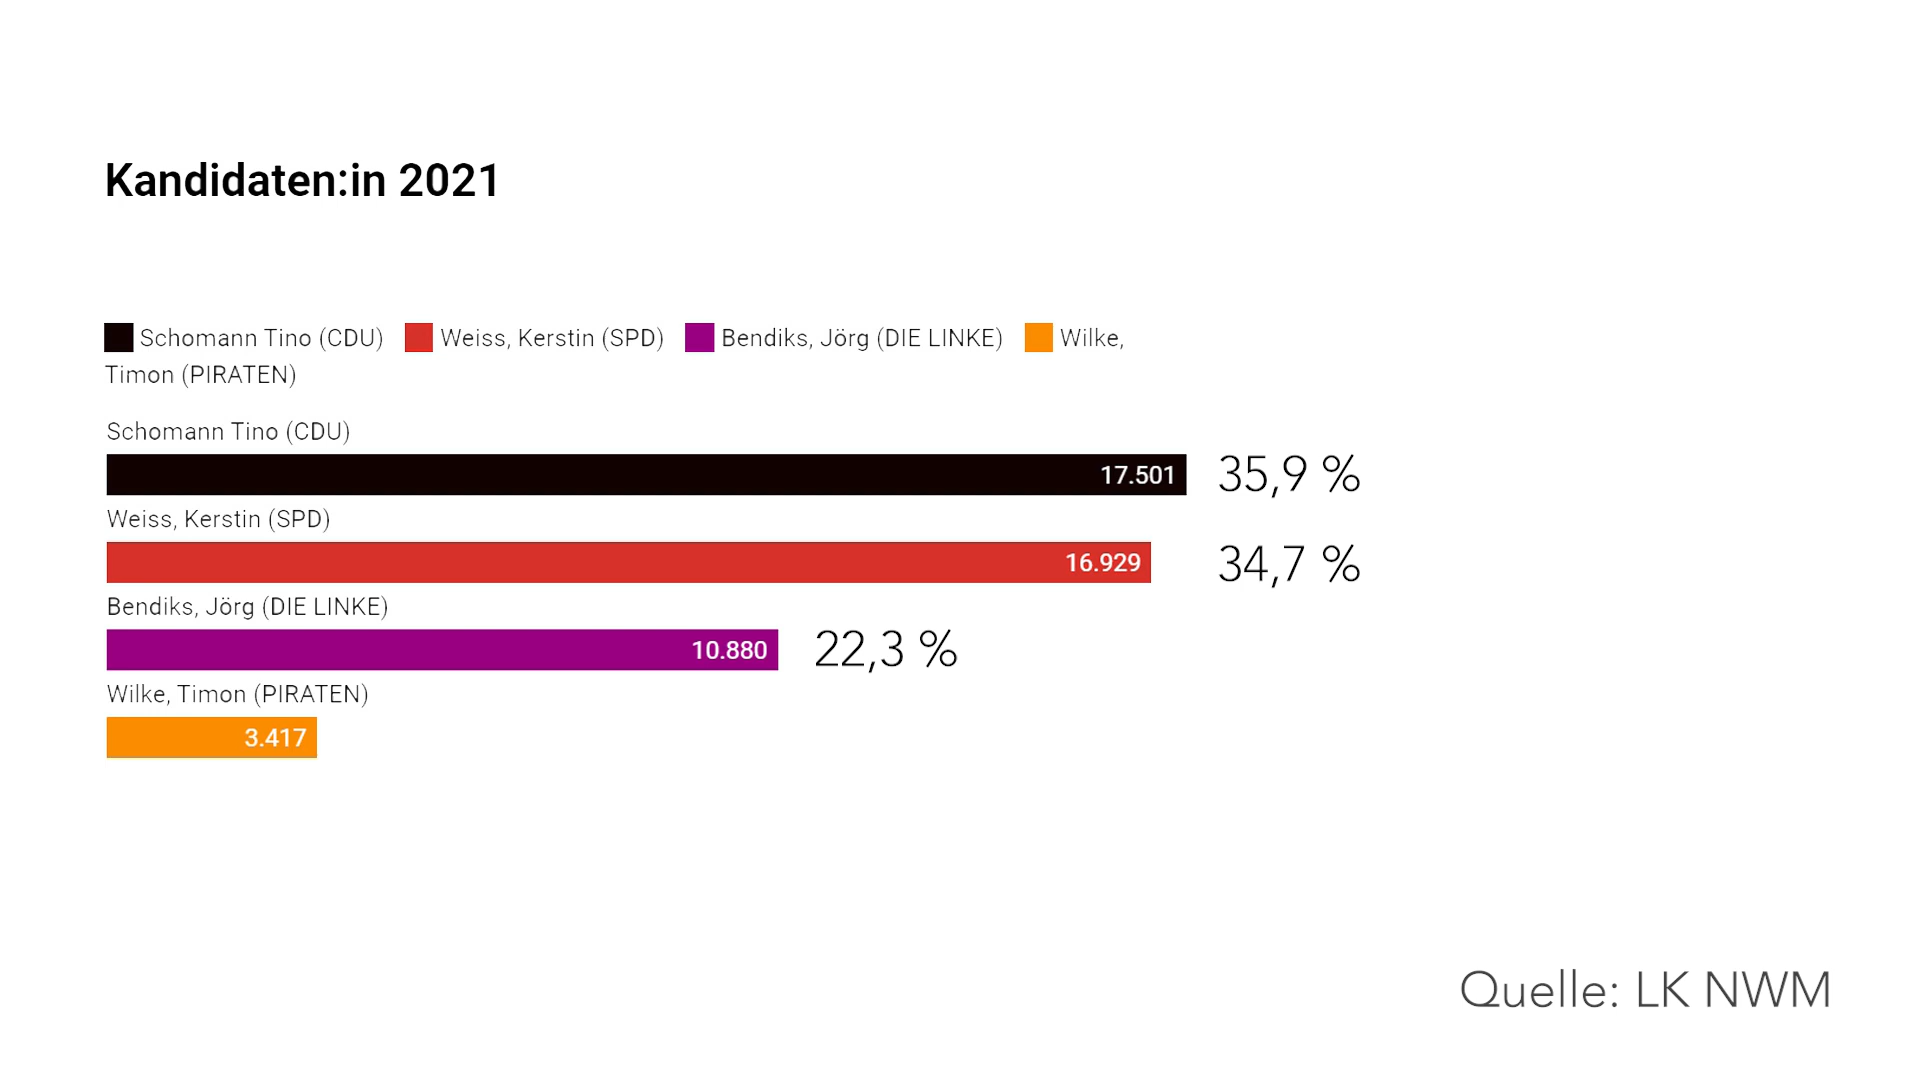 Kandidaten:in 2021
Schomann Tino (CDU) Weiss, Kerstin (SPD) Bendiks, Jörg (DIE LINKE) Wilke,
Timon (PIRATEN)
Schomann Tino (CDU)
17.501 35,9 %
Weiss, Kerstin (SPD)
16.929 34,7 %
Bendiks, Jörg (DIE LINKE)
10.880 22,3 %
Wilke, Timon (PIRATEN)
3.417
Quelle: LK NWM